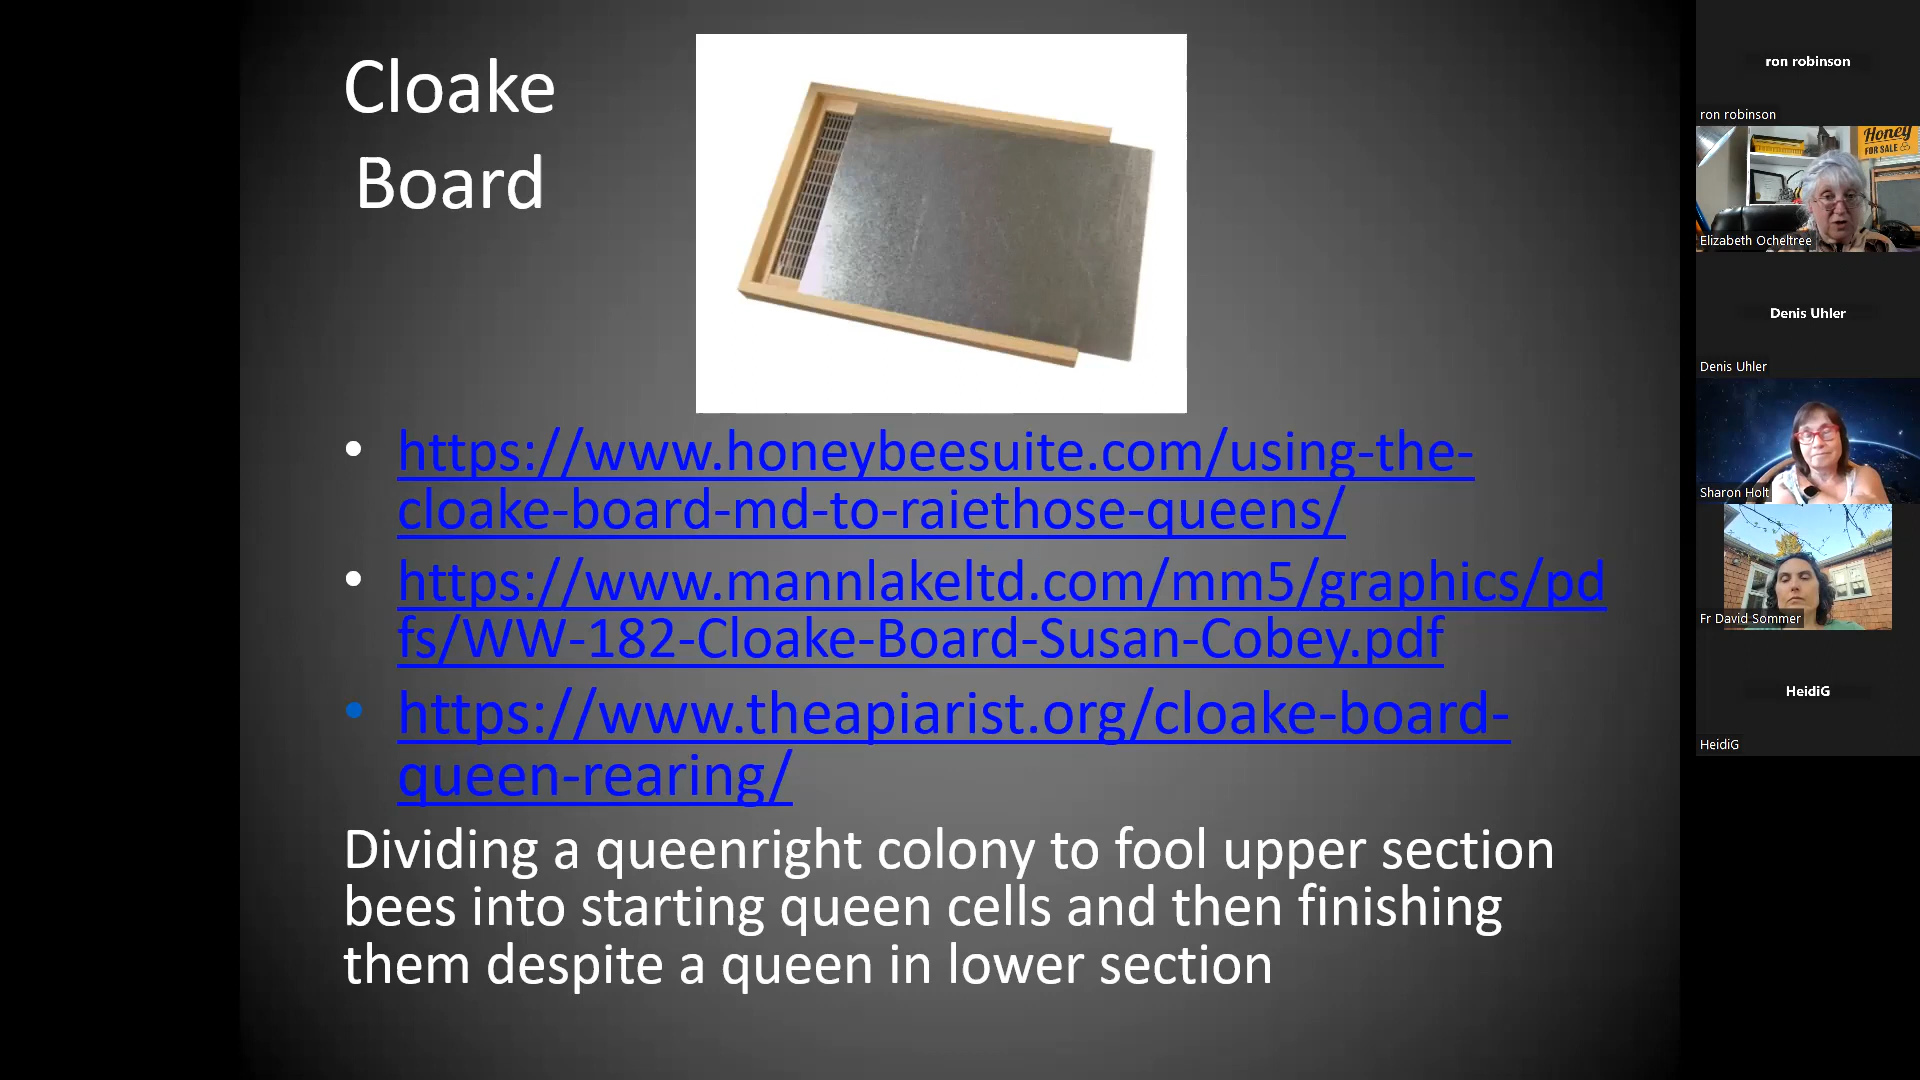 Cloake
Board
• https://www.honeybeesuite.com/using-the-
cloake-board-md-to-raiethose-queens/
• https://www.mannlakeltd.com/mm5/graphics/pd
fs/WW-182-Cloake-Board-Susan-Cobey.pdf
• https://www.theapiarist.org/cloake-board-
queen-rearing/
Dividing a queenright colony to fool upper section
bees into starting queen cells and then finishing
them despite a queen in lower section
ron robinson
ron robinson
Honey
FOR SALE
Elizabeth Ocheltree
Denis Uhler
Denis Uhler
Sharon Holt
Fr David Sommer
HeidiG
HeidiG